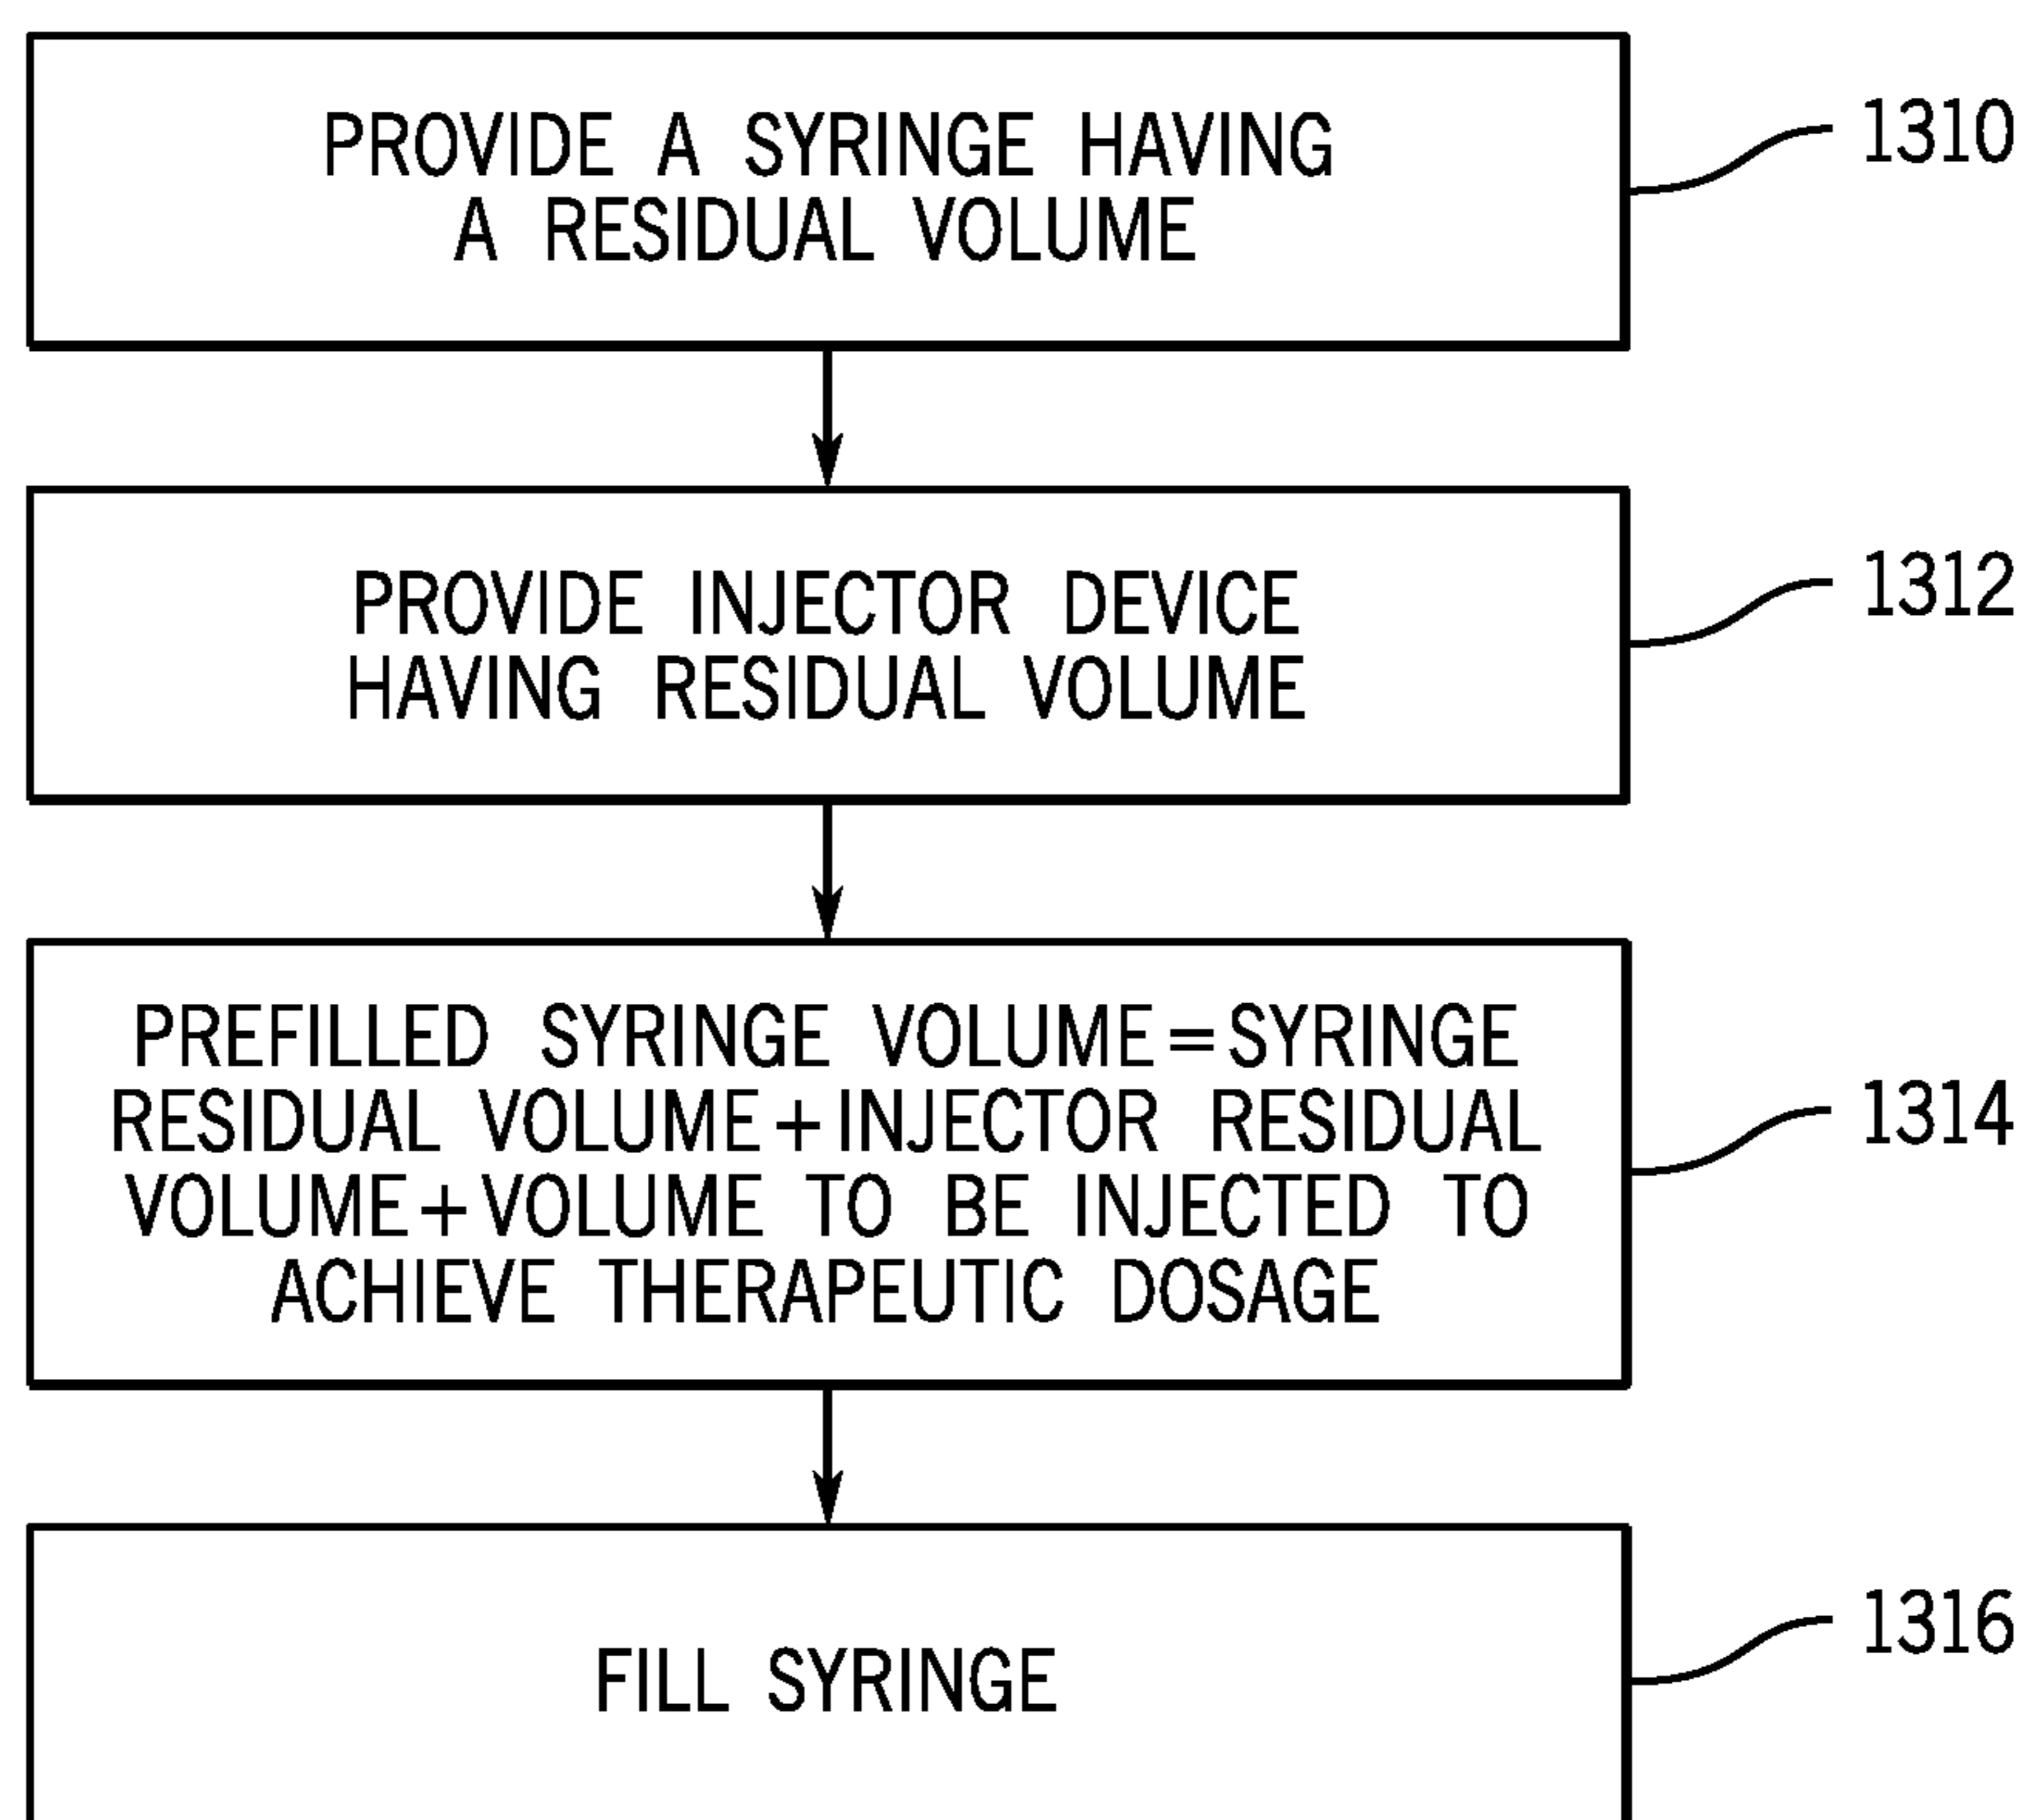 PROVIDE A SYRINGE HAVING
A RESIDUAL VOLUME
1310
PROVIDE INJECTOR DEVICE
HAVING RESIDUAL VOLUME
1312
PREFILLED SYRINGE VOLUME=SYRINGE
RESIDUAL VOLUME+INJECTOR RESIDUAL
VOLUME+VOLUME TO BE INJECTED TO
ACHIEVE THERAPEUTIC DOSAGE
1314
FILL SYRINGE
1316